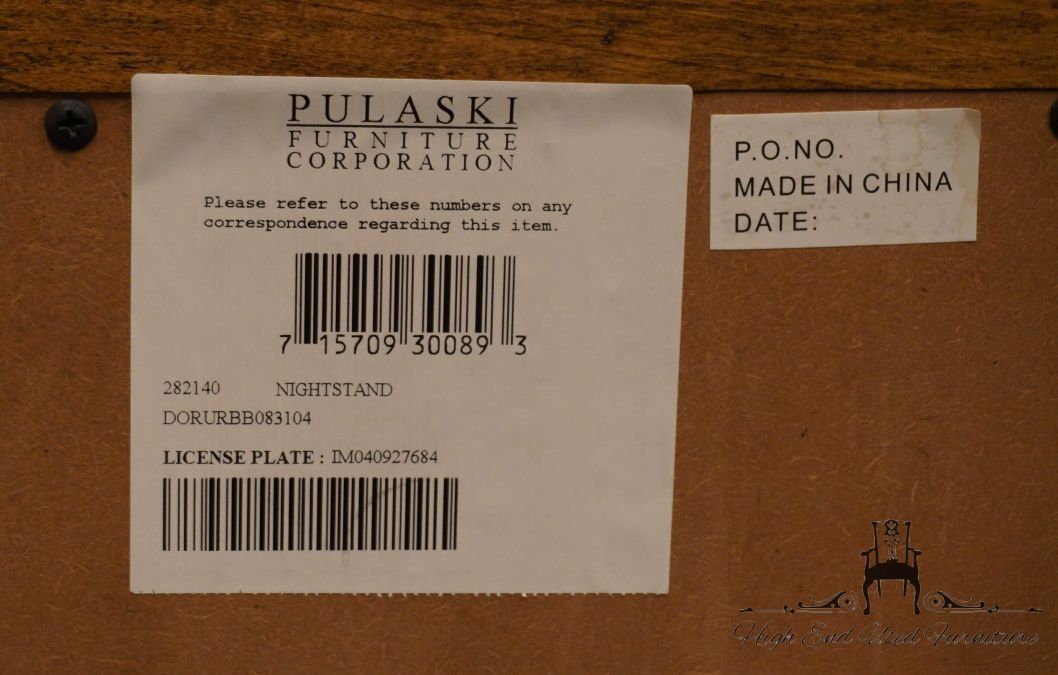 PULASKI
FURNITURE
CORPORATION
Please refer to these numbers on any
correspondence regarding this item.
7 15709 30089 3
282140 NIGHTSTAND
DORURBB083104
LICENSE PLATE : IM040927684
P.O.NO.
MADE IN CHINA
DATE:
High End Used Furniture